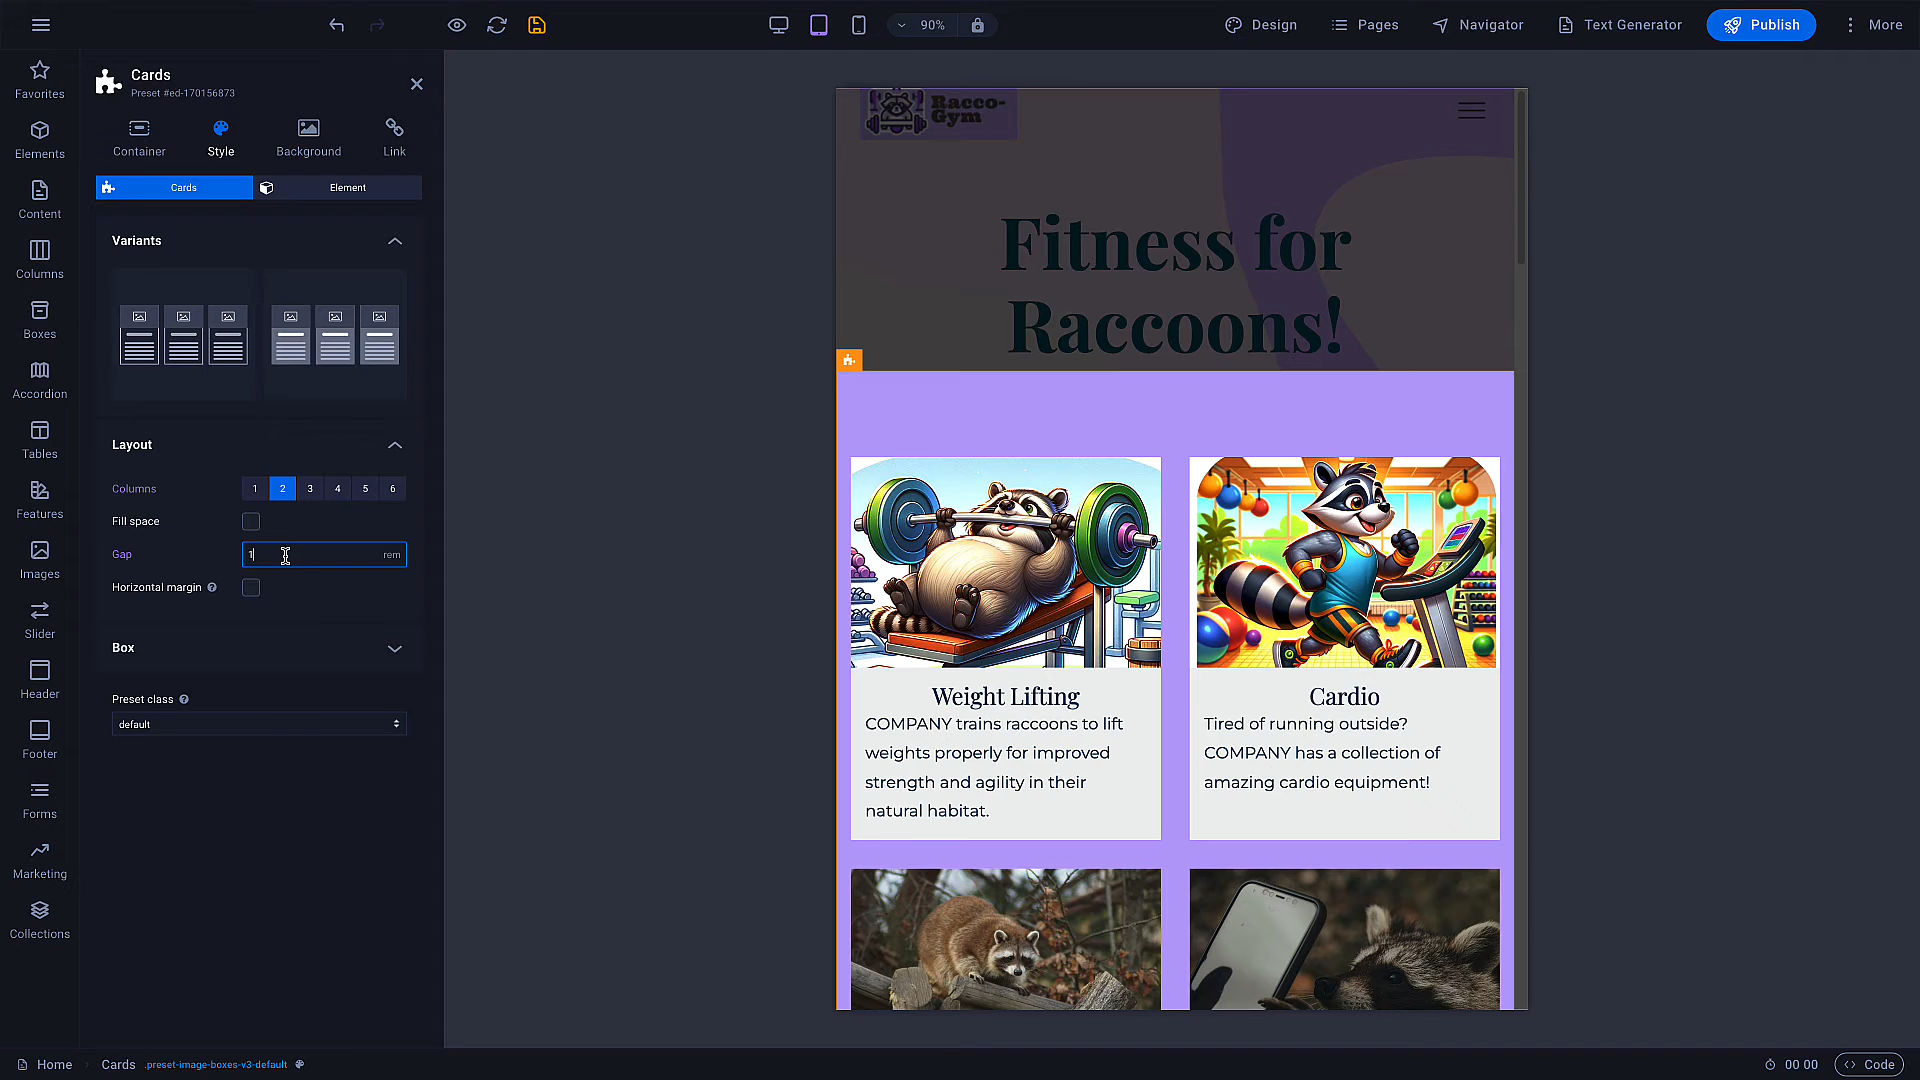 90%
Design
Pages
Navigator
Text Generator
Publish
More
Favorites
Elements
Content
Columns
Boxes
Accordion
Tables
Features
Images
Slider
Header
Footer
Forms
Marketing
Collections
Cards
Preset #ed-170156873
Container
Style
Background
Link
Cards
Element
Variants
Layout
Columns
1 2 3 4 5 6
Fill space
Gap
1
rem
Horizontal margin
Box
Preset class
default
Racco-
Gym
Fitness for
Raccoons!
Weight Lifting
COMPANY trains raccoons to lift
weights properly for improved
strength and agility in their
natural habitat.
Cardio
Tired of running outside?
COMPANY has a collection of
amazing cardio equipment!
Home
Cards
.preset-image-boxes-v3-default
00 00
Code